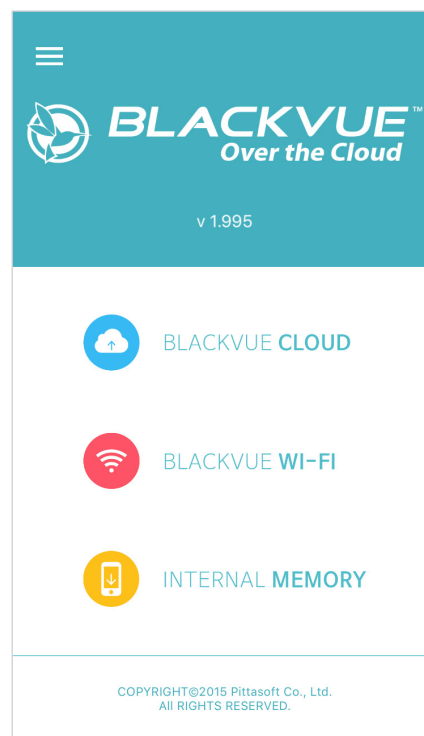 BLACKVUE™
Over the Cloud
v 1.995
BLACKVUE CLOUD
BLACKVUE WI-FI
INTERNAL MEMORY
COPYRIGHT©2015 Pittasoft Co., Ltd.
All RIGHTS RESERVED.